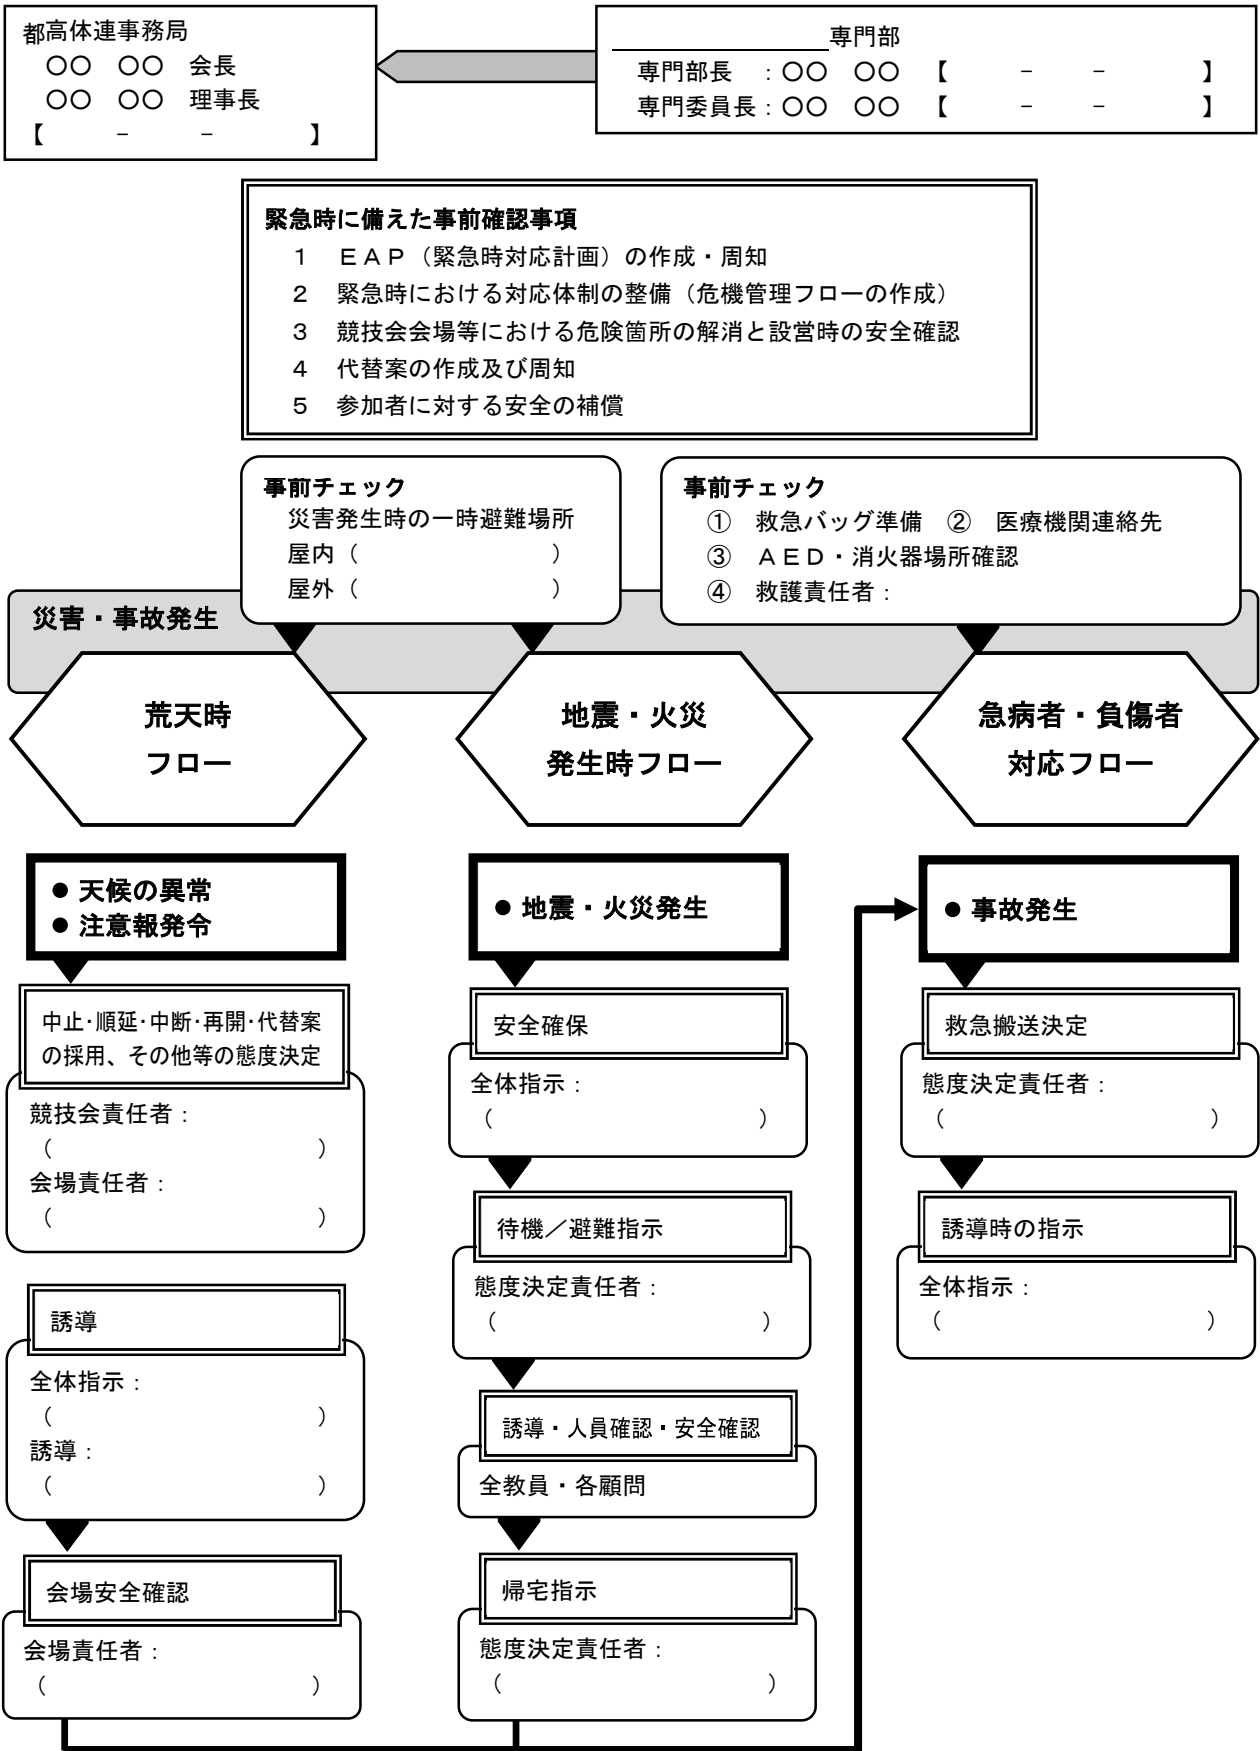 都高体連事務局
○○ ○○ 会長
○○ ○○ 理事長
【 － － 】
＿＿＿＿＿＿＿＿＿専門部
専門部長 ：○○ ○○ 【 － － 】
専門委員長：○○ ○○ 【 － － 】
緊急時に備えた事前確認事項
１ ＥＡＰ（緊急時対応計画）の作成・周知
２ 緊急時における対応体制の整備（危機管理フローの作成）
３ 競技会会場等における危険箇所の解消と設営時の安全確認
４ 代替案の作成及び周知
５ 参加者に対する安全の補償
事前チェック
災害発生時の一時避難場所
屋内（ ）
屋外（ ）
事前チェック
① 救急バッグ準備 ② 医療機関連絡先
③ ＡＥＤ・消火器場所確認
④ 救護責任者：
災害・事故発生
荒天時
フロー
地震・火災
発生時フロー
急病者・負傷者
対応フロー
● 天候の異常
● 注意報発令
中止・順延・中断・再開・代替案
の採用、その他等の態度決定
競技会責任者：
（ ）
会場責任者：
（ ）
誘導
全体指示：
（ ）
誘導：
（ ）
会場安全確認
会場責任者：
（ ）
● 地震・火災発生
安全確保
全体指示：
（ ）
待機／避難指示
態度決定責任者：
（ ）
誘導・人員確認・安全確認
全教員・各顧問
帰宅指示
態度決定責任者：
（ ）
● 事故発生
救急搬送決定
態度決定責任者：
（ ）
誘導時の指示
全体指示：
（ ）